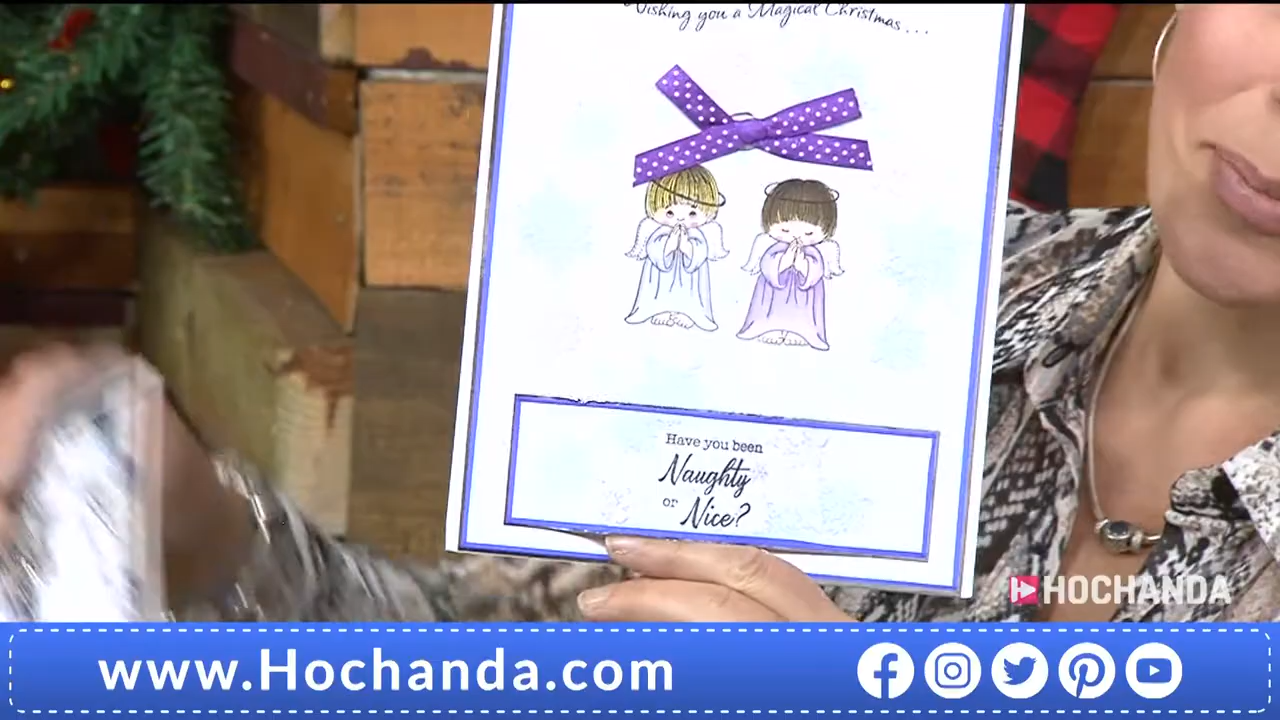 Wishing you a Magical Christmas...
Have you been
Naughty
or Nice?
HOCHANDA
www.Hochanda.com